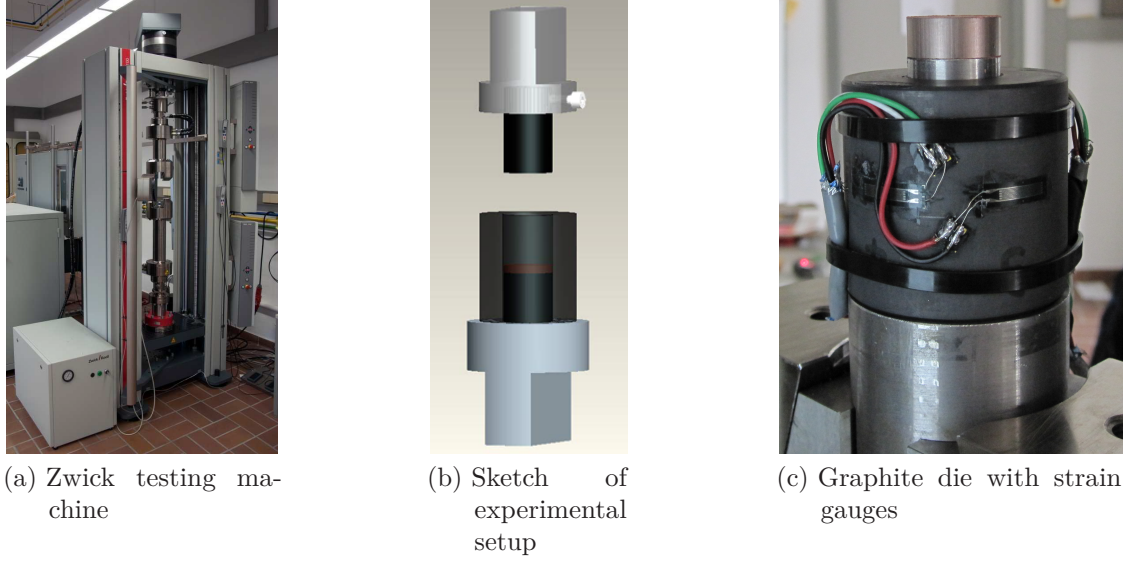 (a) Zwick testing ma-
chine
(b) Sketch of
experimental
setup
(c) Graphite die with strain
gauges